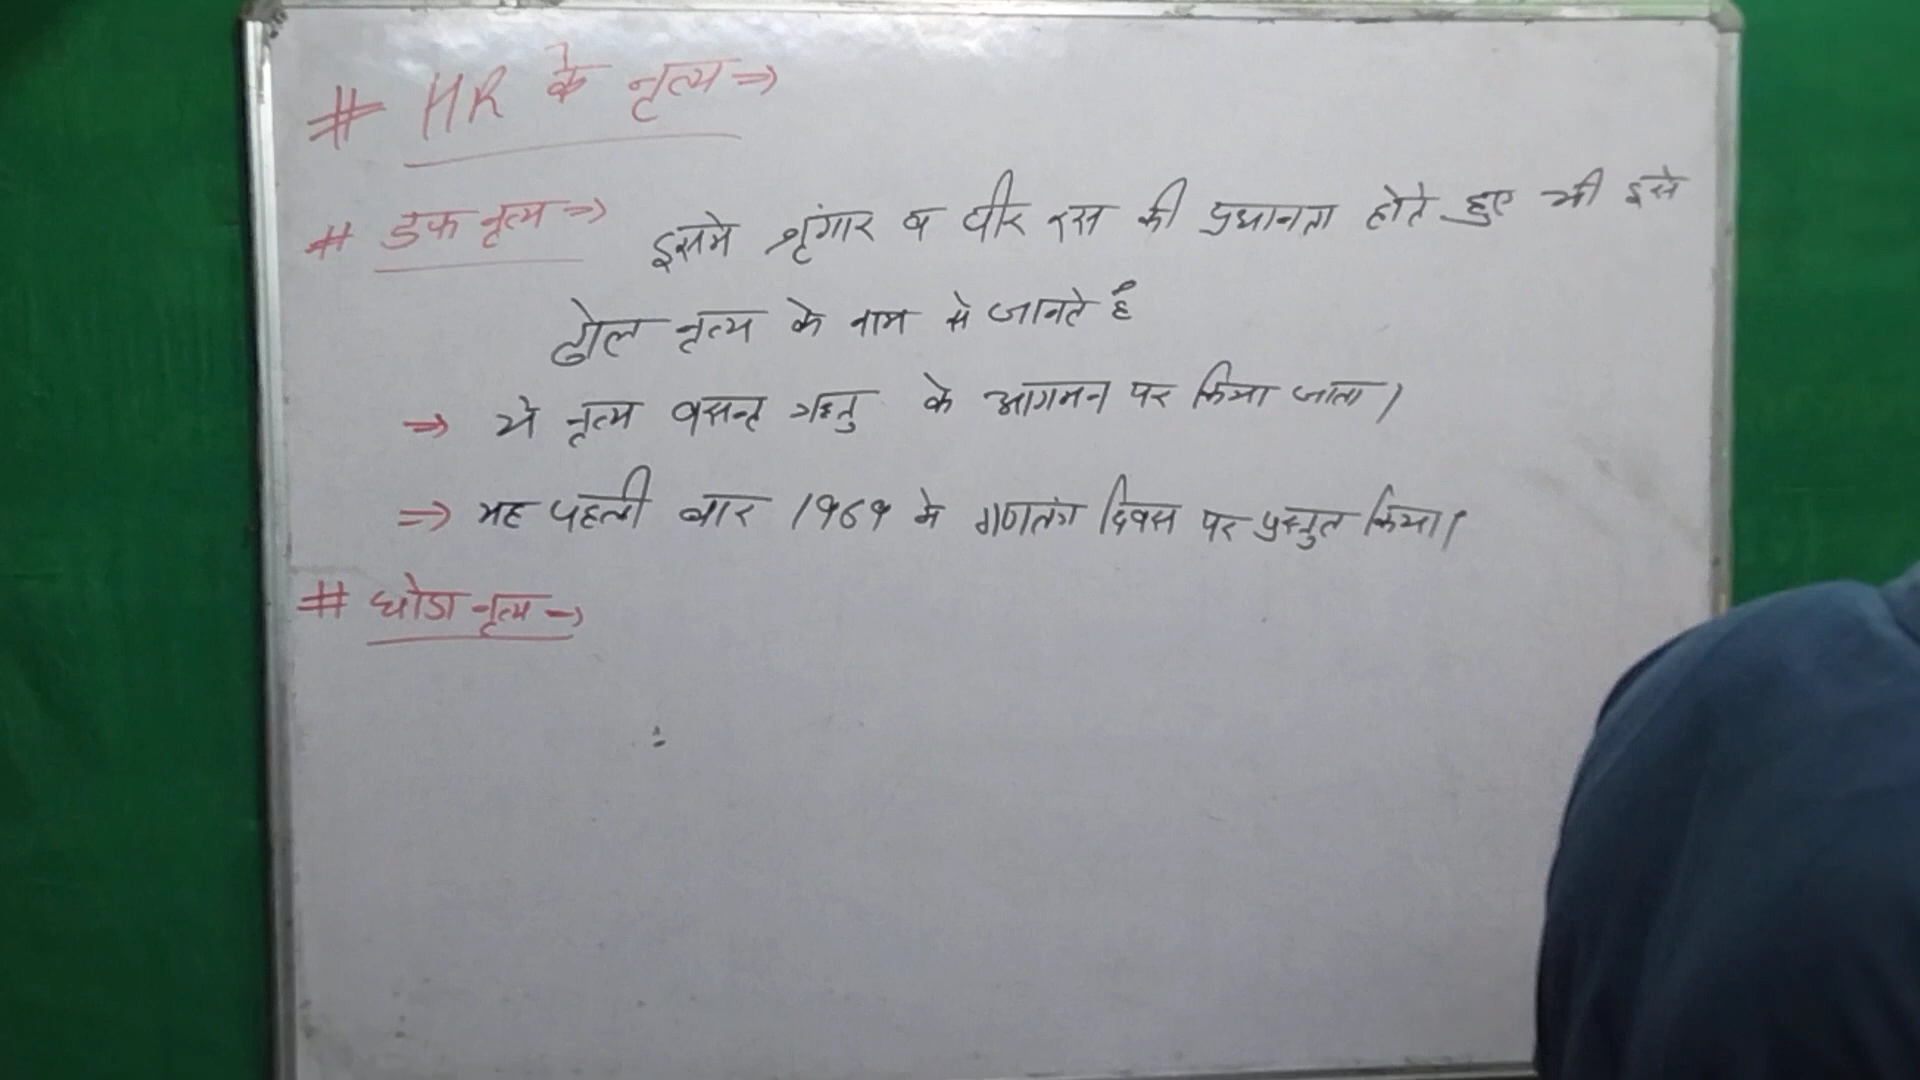 # HR के नृत्य ⇒
# डफ नृत्य ⇒ इसमे श्रृंगार व वीर रस की प्रधानता होते हुए भी इसे
ढोल नृत्य के नाम से जानते है
⇒ ये नृत्य वसन्त ऋतु के आगमन पर किया जाता।
⇒ यह पहली बार 1969 मे गणतंत्र दिवस पर प्रस्तुत किया।
# घोडा नृत्य →